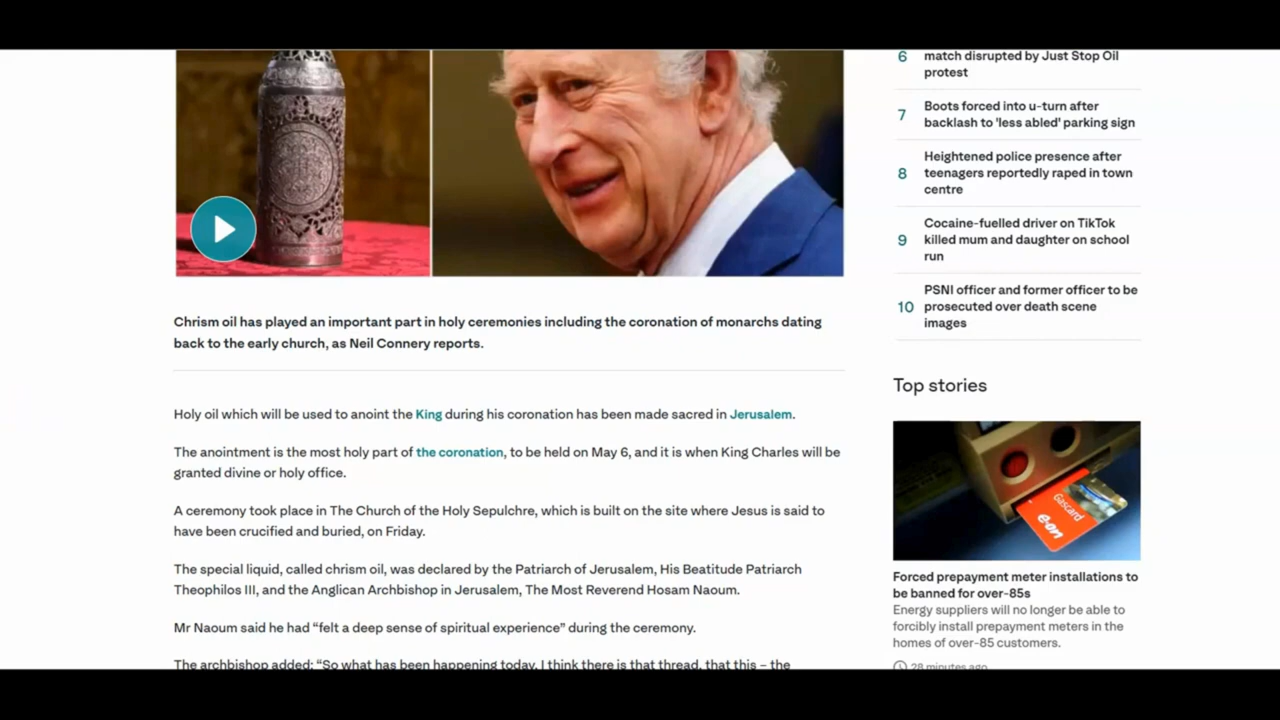 Chrism oil has played an important part in holy ceremonies including the coronation of monarchs dating
back to the early church, as Neil Connery reports.
Holy oil which will be used to anoint the King during his coronation has been made sacred in Jerusalem.
The anointment is the most holy part of the coronation, to be held on May 6, and it is when King Charles will be
granted divine or holy office.
A ceremony took place in The Church of the Holy Sepulchre, which is built on the site where Jesus is said to
have been crucified and buried, on Friday.
The special liquid, called chrism oil, was declared by the Patriarch of Jerusalem, His Beatitude Patriarch
Theophilos III, and the Anglican Archbishop in Jerusalem, The Most Reverend Hosam Naoum.
Mr Naoum said he had “felt a deep sense of spiritual experience” during the ceremony.
The archbishop added: “So what has been happening today, I think there is that thread, that this – the
6 match disrupted by Just Stop Oil
protest
7 Boots forced into u-turn after
backlash to 'less abled' parking sign
8 Heightened police presence after
teenagers reportedly raped in town
centre
9 Cocaine-fuelled driver on TikTok
killed mum and daughter on school
run
10 PSNI officer and former officer to be
prosecuted over death scene
images
Top stories
Gascard
e·on
Forced prepayment meter installations to
be banned for over-85s
Energy suppliers will no longer be able to
forcibly install prepayment meters in the
homes of over-85 customers.
28 minutes ago